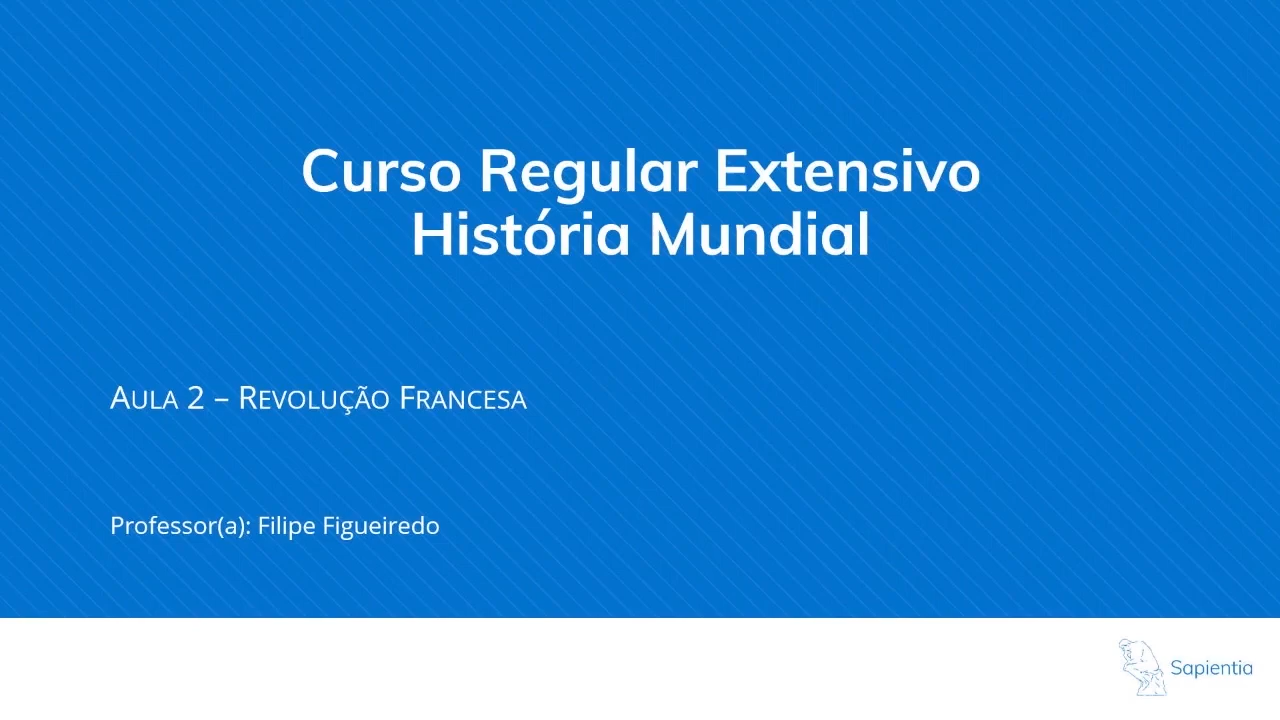 Curso Regular Extensivo
História Mundial
Aula 2 – Revolução Francesa
Professor(a): Filipe Figueiredo
Sapientia